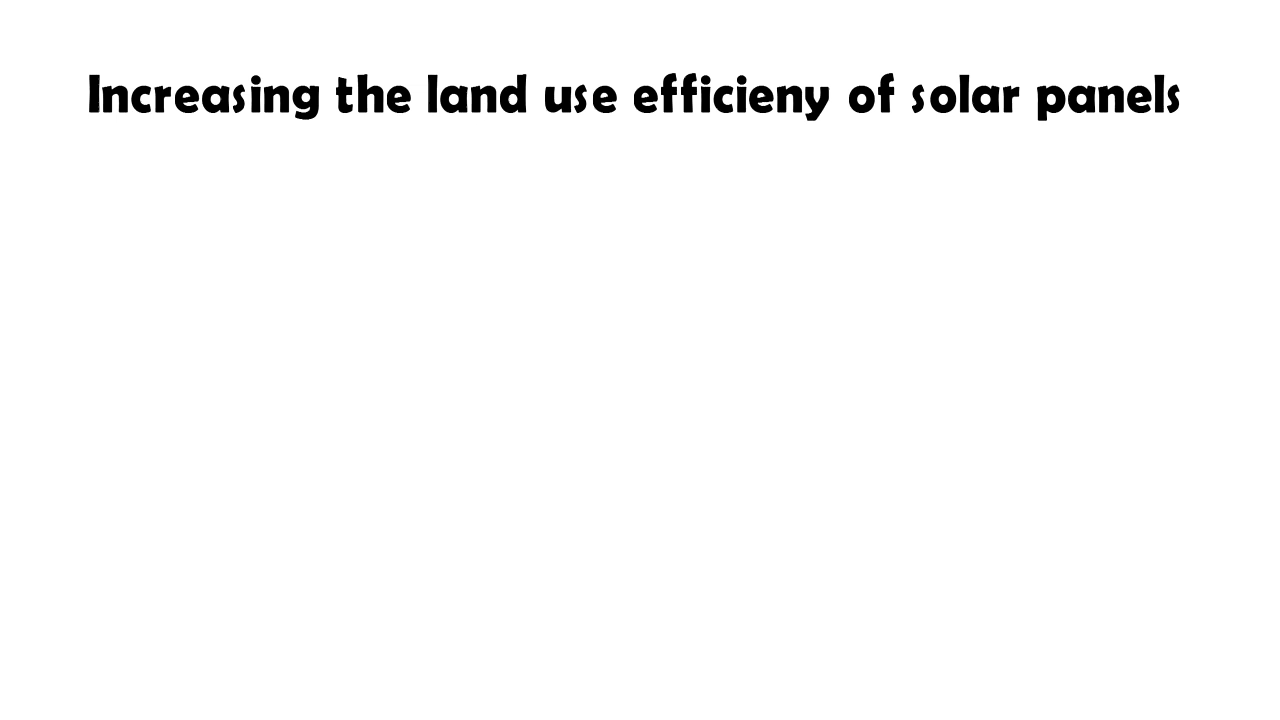 Increasing the land use efficieny of solar panels